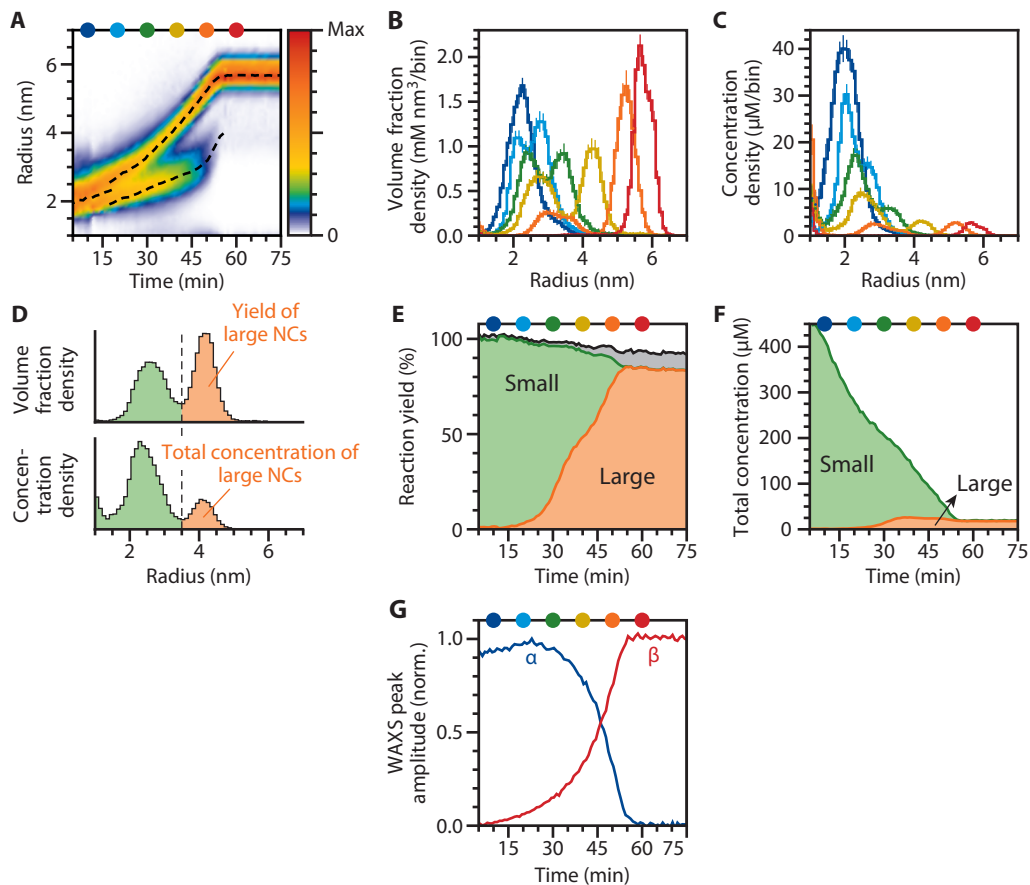 A
Max
0
Radius (nm)
6
4
2
15
30
45
60
75
Time (min)
B
Volume fraction
density (mM nm³/bin)
2.0
1.5
1.0
0.5
0.0
2
4
6
Radius (nm)
C
Concentration
density (µM/bin)
40
30
20
10
0
2
4
6
Radius (nm)
D
Yield of
large NCs
Volume
fraction
density
Total concentration of
large NCs
Concen-
tration
density
2
4
6
Radius (nm)
E
Reaction yield (%)
100
50
0
Small
Large
15
30
45
60
75
Time (min)
F
Total concentration (µM)
400
300
200
100
0
Small
Large
15
30
45
60
75
Time (min)
G
WAXS peak
amplitude (norm.)
1.0
0.5
0.0
α
β
15
30
45
60
75
Time (min)